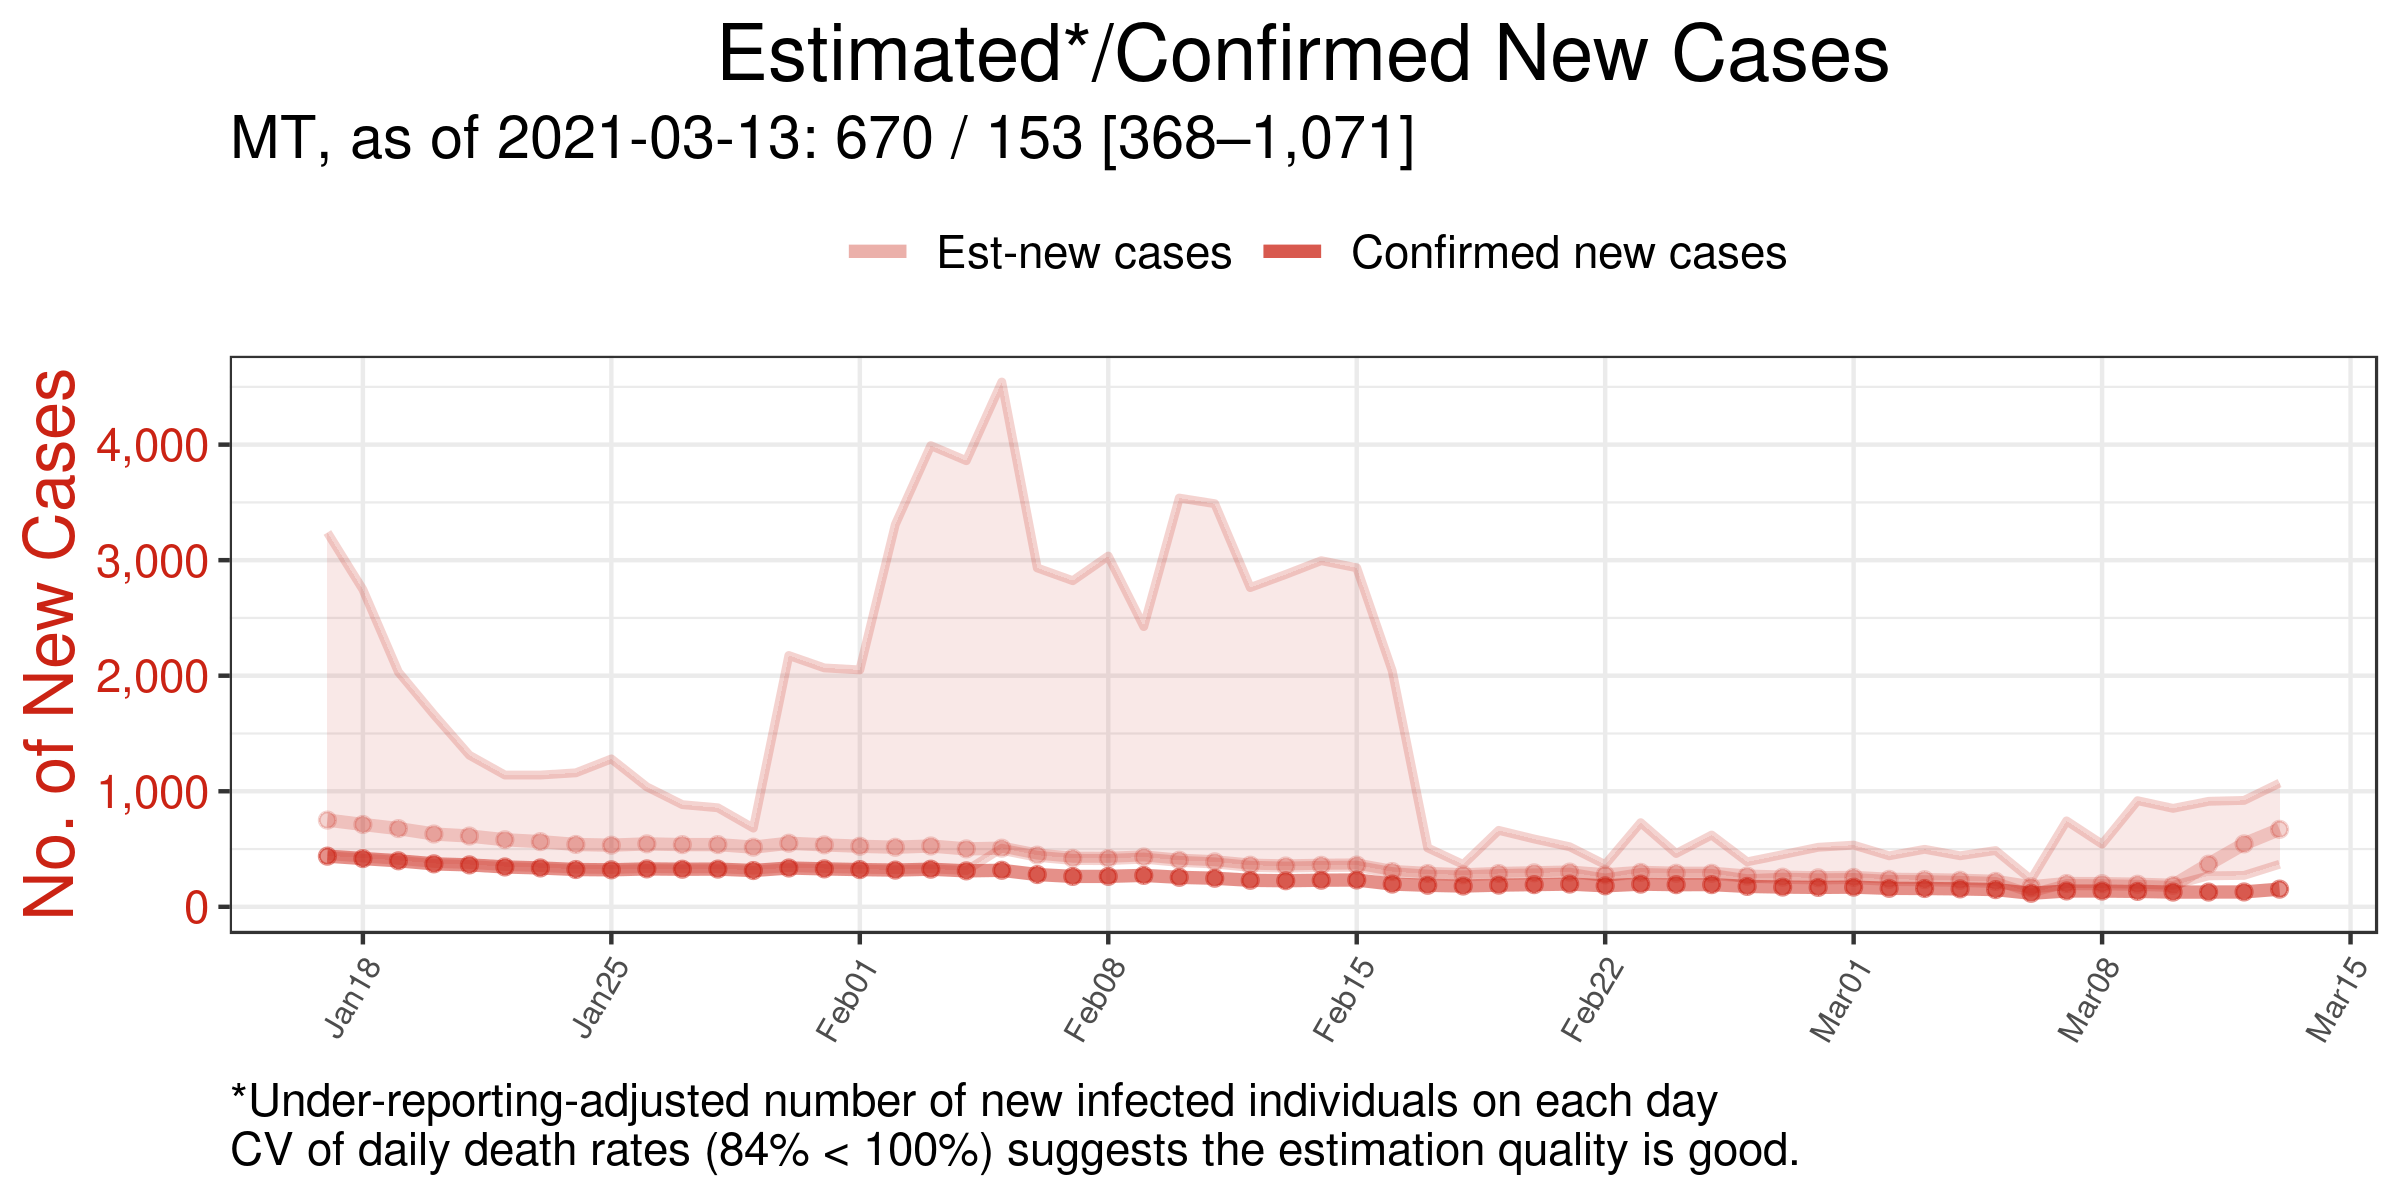 Estimated*/Confirmed New Cases
MT, as of 2021-03-13: 670 / 153 [368–1,071]
Est-new cases
Confirmed new cases
No. of New Cases
4,000
3,000
2,000
1,000
0
Jan18
Jan25
Feb01
Feb08
Feb15
Feb22
Mar01
Mar08
Mar15
*Under-reporting-adjusted number of new infected individuals on each day
CV of daily death rates (84% < 100%) suggests the estimation quality is good.